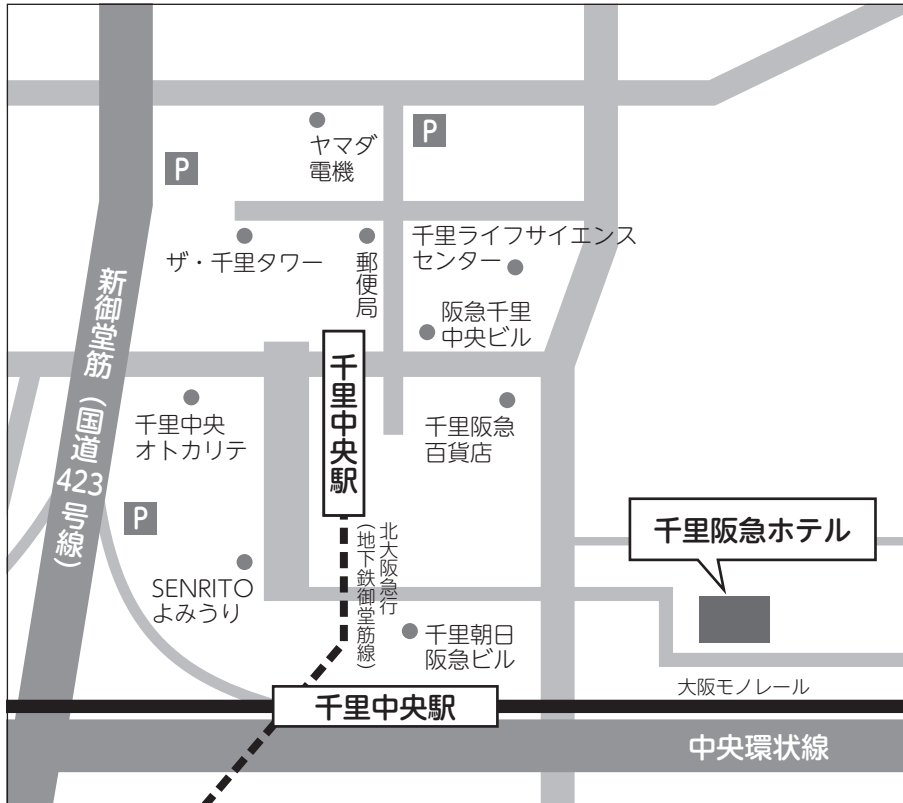 P
ヤマダ
電機
P
ザ・千里タワー
郵便局
千里ライフサイエンス
センター
阪急千里
中央ビル
新御堂筋（国道423号線）
千里中央駅
千里中央
オトカリテ
千里阪急
百貨店
P
北大阪急行
（地下鉄御堂筋線）
千里阪急ホテル
SENRITO
よみうり
千里朝日
阪急ビル
大阪モノレール
千里中央駅
中央環状線